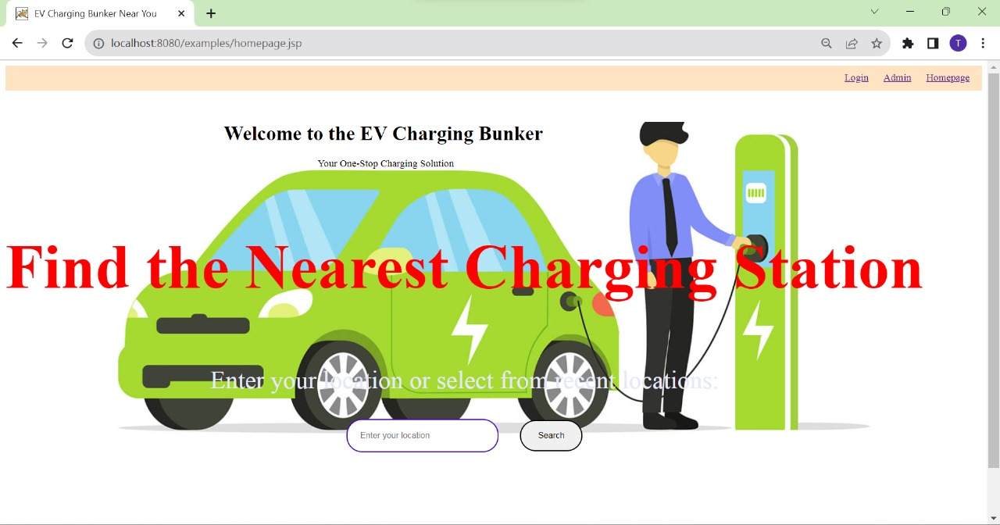 EV Charging Bunker Near You
localhost:8080/examples/homepage.jsp
T
Login Admin Homepage
Welcome to the EV Charging Bunker
Your One-Stop Charging Solution
Find the Nearest Charging Station
Enter your location or select from recent locations:
Enter your location Search